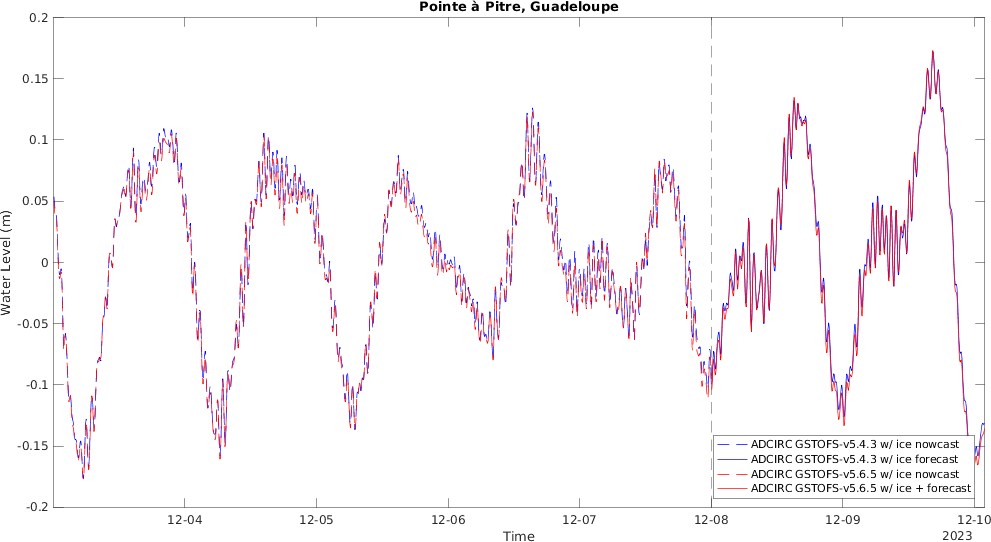 Pointe à Pitre, Guadeloupe
0.2
0.15
0.1
0.05
0
-0.05
-0.1
-0.15
-0.2
Water Level (m)
ADCIRC GSTOFS-v5.4.3 w/ ice nowcast
ADCIRC GSTOFS-v5.4.3 w/ ice forecast
ADCIRC GSTOFS-v5.6.5 w/ ice nowcast
ADCIRC GSTOFS-v5.6.5 w/ ice + forecast
12-04 12-05 12-06 12-07 12-08 12-09 12-10
Time
2023